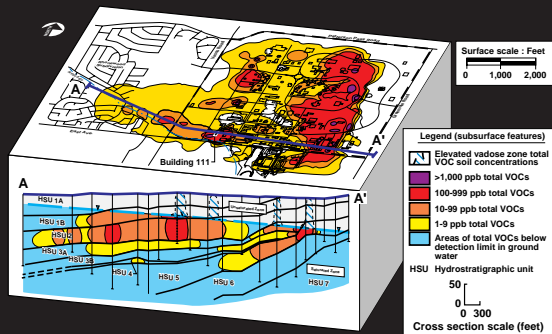 Surface scale : Feet
0 1,000 2,000
A
A'
Building 111
Legend (subsurface features)
Elevated vadose zone total
VOC soil concentrations
>1,000 ppb total VOCs
100-999 ppb total VOCs
10-99 ppb total VOCs
1-9 ppb total VOCs
Areas of total VOCs below
detection limit in ground
water
HSU Hydrostratigraphic unit
50
0
0 300
Cross section scale (feet)
A
A'
HSU 1A
HSU 1B
HSU 2
HSU 3A
HSU 3B
HSU 4
HSU 5
HSU 6
HSU 7
Unsaturated Zone
Saturated Zone